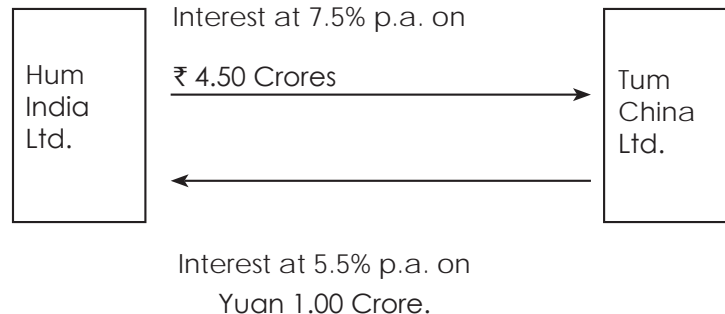 Interest at 7.5% p.a. on
₹ 4.50 Crores
Hum
India
Ltd.
Tum
China
Ltd.
Interest at 5.5% p.a. on
Yuan 1.00 Crore.